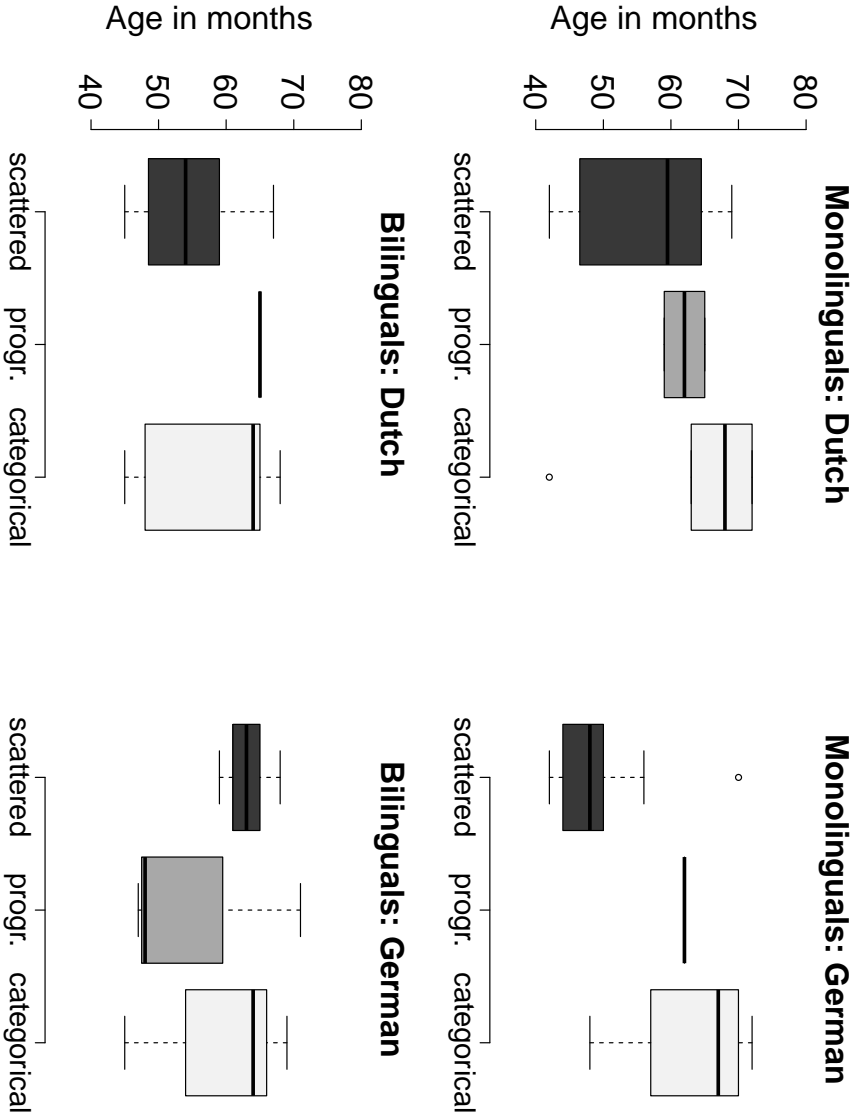 Monolinguals: Dutch
Age in months
80
70
60
50
40
scattered progr. categorical
Monolinguals: German
scattered progr. categorical
Bilinguals: Dutch
Age in months
80
70
60
50
40
scattered progr. categorical
Bilinguals: German
scattered progr. categorical